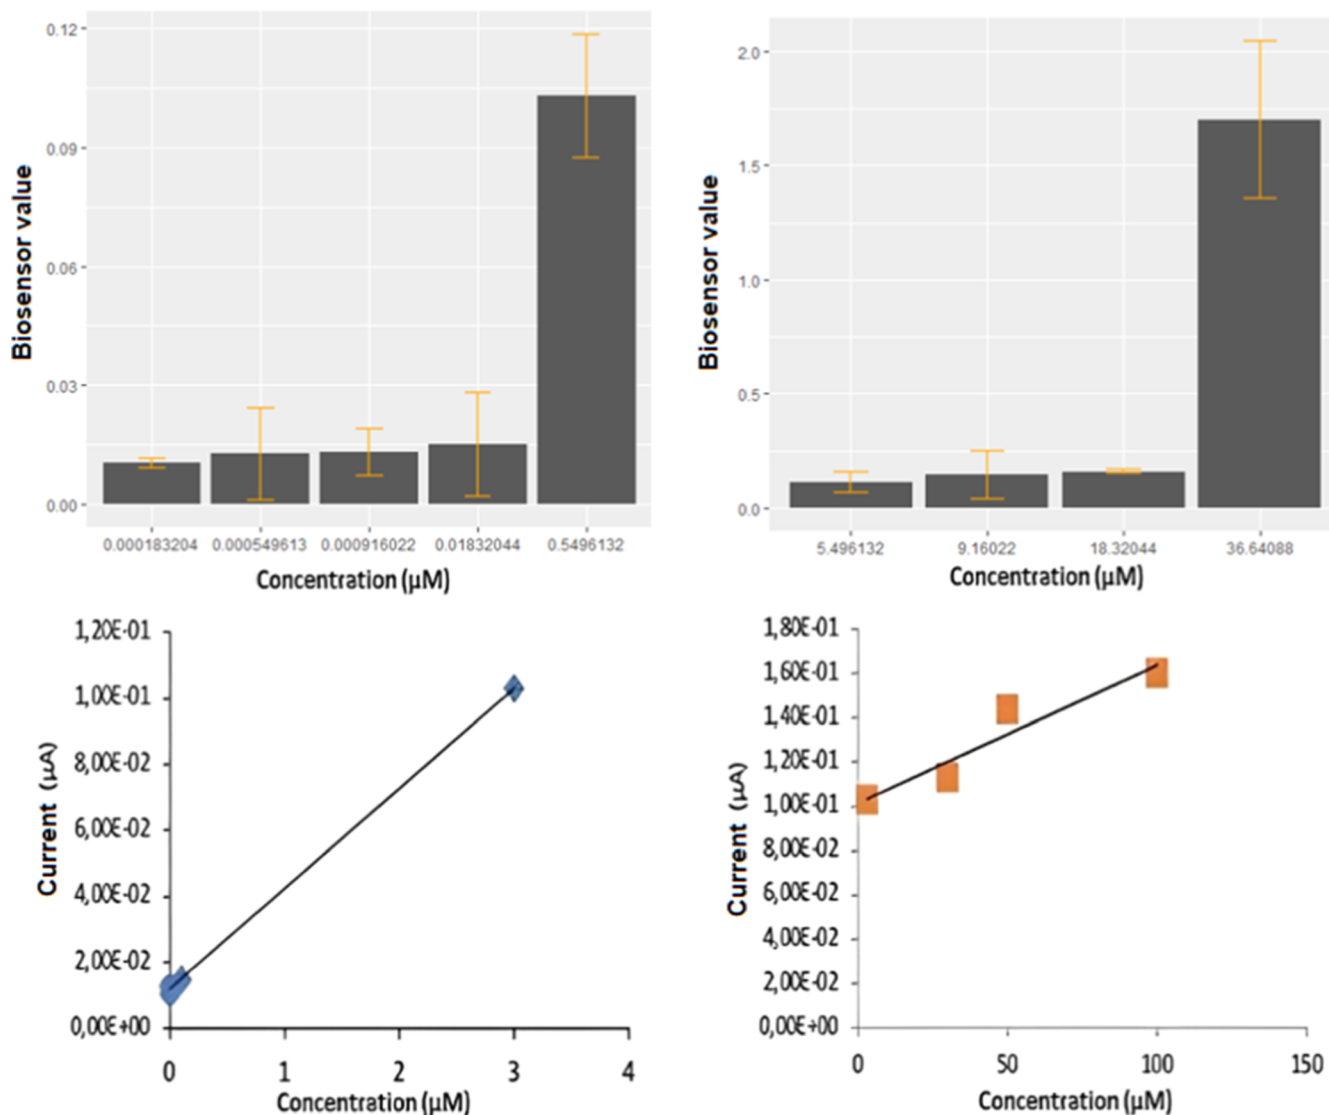 0.12
0.09
0.06
0.03
0.00
Biosensor value
0.000183204 0.000549613 0.000916022 0.01832044 0.5496132
Concentration (µM)
2.0
1.5
1.0
0.5
0.0
Biosensor value
5.496132 9.16022 18.32044 36.64088
Concentration (µM)
1,20E-01
1,00E-01
8,00E-02
6,00E-02
4,00E-02
2,00E-02
0,00E+00
Current (µA)
0 1 2 3 4
Concentration (µM)
1,80E-01
1,60E-01
1,40E-01
1,20E-01
1,00E-01
8,00E-02
6,00E-02
4,00E-02
2,00E-02
0,00E+00
Current (µA)
0 50 100 150
Concentration (µM)